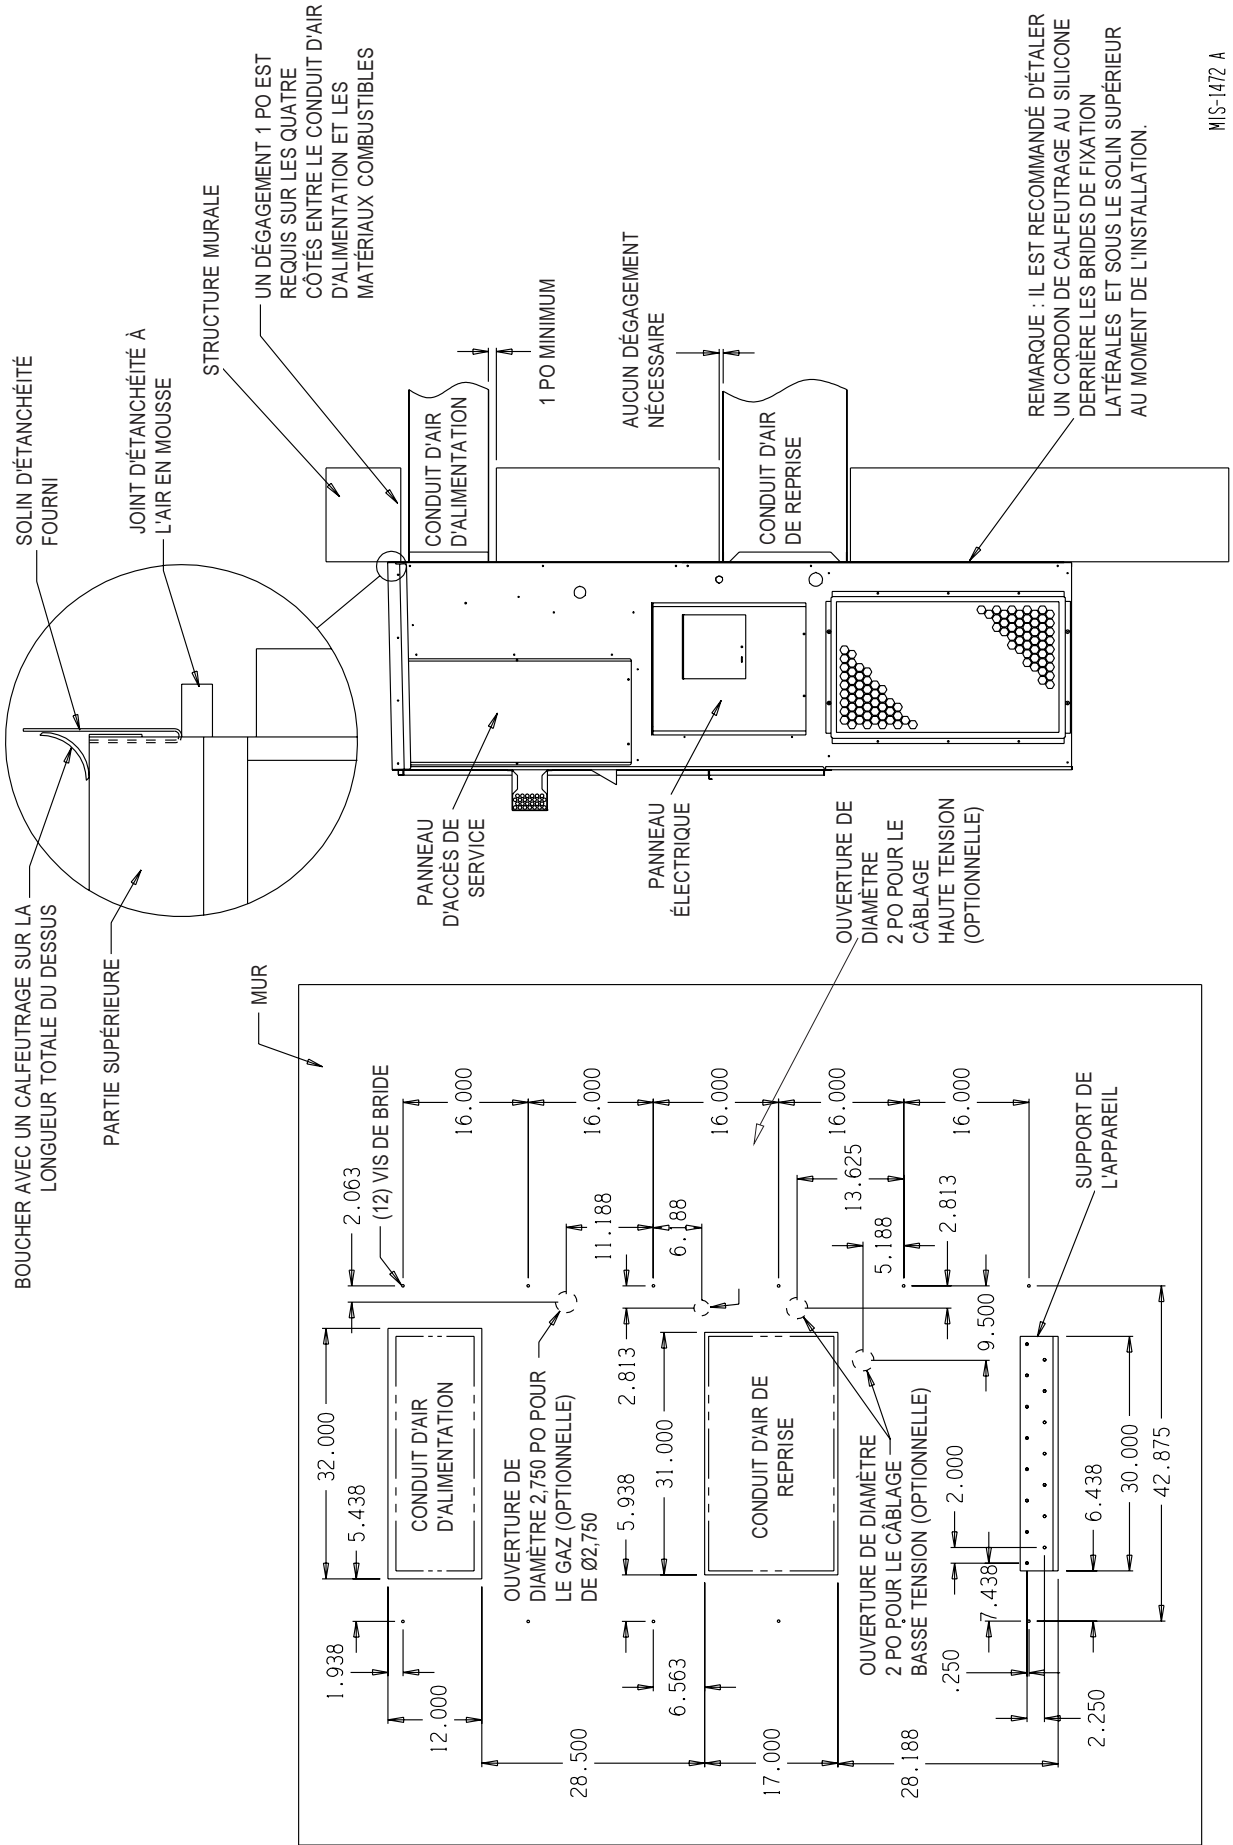 BOUCHER AVEC UN CALFEUTRAGE SUR LA
LONGUEUR TOTALE DU DESSUS
PARTIE SUPÉRIEURE
SOLIN D'ÉTANCHÉITÉ
FOURNI
JOINT D'ÉTANCHÉITÉ À
L'AIR EN MOUSSE
STRUCTURE MURALE
UN DÉGAGEMENT 1 PO EST
REQUIS SUR LES QUATRE
CÔTÉS ENTRE LE CONDUIT D'AIR
D'ALIMENTATION ET LES
MATÉRIAUX COMBUSTIBLES
CONDUIT D'AIR
D'ALIMENTATION
1 PO MINIMUM
AUCUN DÉGAGEMENT
NÉCESSAIRE
CONDUIT D'AIR
DE REPRISE
PANNEAU
D'ACCÈS DE
SERVICE
PANNEAU
ÉLECTRIQUE
REMARQUE : IL EST RECOMMANDÉ D'ÉTALER
UN CORDON DE CALFEUTRAGE AU SILICONE
DERRIÈRE LES BRIDES DE FIXATION
LATÉRALES ET SOUS LE SOLIN SUPÉRIEUR
AU MOMENT DE L'INSTALLATION.
MIS-1472 A
MUR
OUVERTURE DE
DIAMÈTRE
2 PO POUR LE
CÂBLAGE
HAUTE TENSION
(OPTIONNELLE)
1.938
5.438
32.000
2.063
(12) VIS DE BRIDE
12.000
CONDUIT D'AIR
D'ALIMENTATION
16.000
16.000
16.000
16.000
16.000
28.500
OUVERTURE DE
DIAMÈTRE 2,750 PO POUR
LE GAZ (OPTIONNELLE)
DE Ø2,750
11.188
6.188
6.563
5.938
31.000
2.813
17.000
CONDUIT D'AIR DE
REPRISE
13.625
5.188
2.813
9.500
28.188
OUVERTURE DE DIAMÈTRE
2 PO POUR LE CÂBLAGE
BASSE TENSION (OPTIONNELLE)
.250
7.438
2.000
2.250
6.438
30.000
42.875
SUPPORT DE
L'APPAREIL